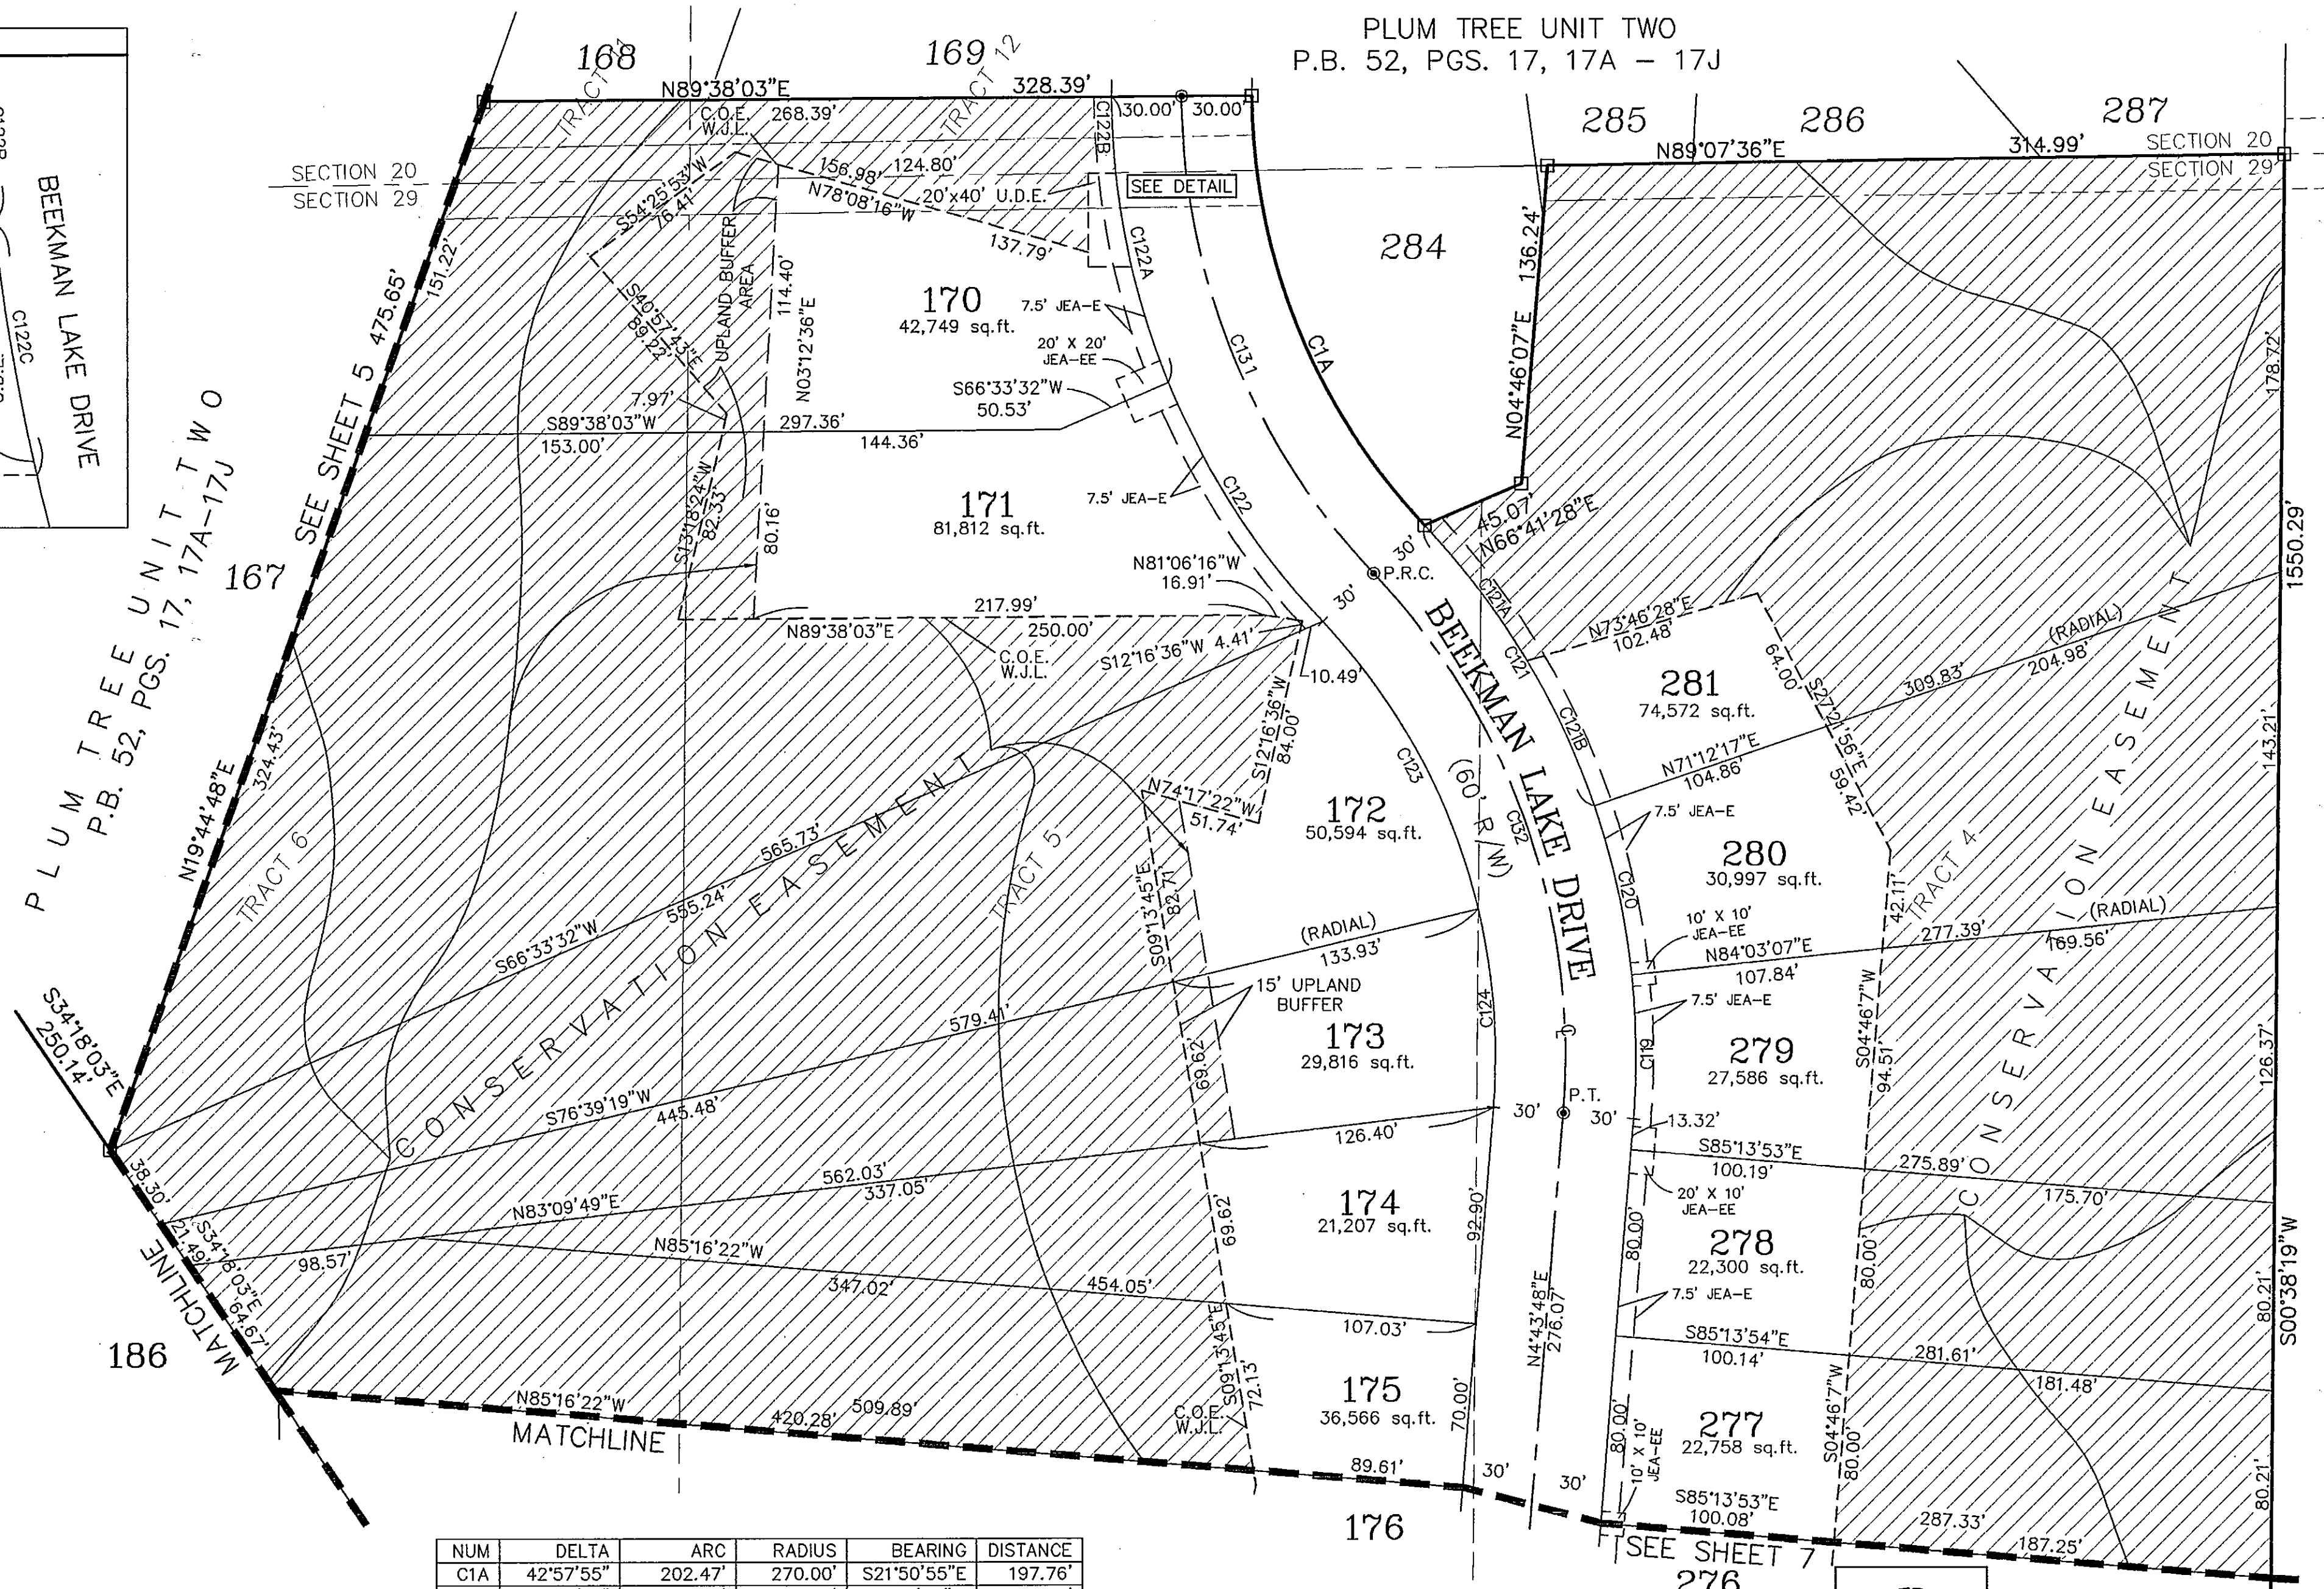 PLUM TREE UNIT TWO
P.B. 52, PGS. 17, 17A - 17J
168
169
TRACT 12
N89°38'03"E
328.39'
C.O.E.
W.J.L.
268.39'
C122B
30.00'
30.00'
285
286
287
N89°07'36"E
314.99'
SECTION 20
SECTION 29
SECTION 20
SECTION 29
BEEKMAN LAKE DRIVE
C122C
S54°25'53"W
76.41'
156.98'
124.80'
N78°08'16"W
20'x40' U.D.E.
SEE DETAIL
137.79'
C122A
UPLAND BUFFER
AREA
114.40'
N03°12'36"E
S40°57'43"E
89.22'
151.22'
475.65'
SEE SHEET 5
170
42,749 sq.ft.
7.5' JEA-E
20' X 20'
JEA-EE
S66°33'32"W
50.53'
C131
C1A
284
136.24'
N04°46'07"E
178.72'
7.97'
S89°38'03"W
153.00'
297.36'
144.36'
171
81,812 sq.ft.
7.5' JEA-E
C122
S13°18'24"W
82.33'
80.16'
PLUM TREE UNIT TWO
P.B. 52, PGS. 17, 17A-17J
167
N81°06'16"W
16.91'
217.99'
N89°38'03"E
250.00'
C.O.E.
W.J.L.
S12°16'36"W 4.41'
10.49'
30'
30'
P.R.C.
45.07'
N66°41'28"E
C121A
C121
C121B
N73°46'28"E
102.48'
281
74,572 sq.ft.
64.00'
S27°21'56"E
59.42'
309.83'
(RADIAL)
204.98'
N71°12'17"E
104.86'
1550.29'
143.21'
BEEKMAN LAKE DRIVE
(60' R/W)
C132
S12°16'36"W
84.00'
N74°17'22"W
51.74'
C123
172
50,594 sq.ft.
7.5' JEA-E
280
30,997 sq.ft.
C120
10' X 10'
JEA-EE
42.11'
TRACT 4
N84°03'07"E
107.84'
277.39'
(RADIAL)
169.56'
324.43'
N19°44'48"E
TRACT 6
565.73'
555.24'
S66°33'32"W
CONSERVATION EASEMENT
TRACT 5
S09°13'45"E
82.71'
(RADIAL)
133.93'
15' UPLAND
BUFFER
579.41'
173
29,816 sq.ft.
C124
69.62'
7.5' JEA-E
279
27,586 sq.ft.
C119
S04°46'7"W
94.51'
CONSERVATION EASEMENT
126.37'
S34°18'03"E
250.14'
S76°39'19"W
445.48'
126.40'
30'
P.T.
30'
13.32'
S85°13'53"E
100.19'
275.89'
175.70'
38.30'
21.49'
S34°18'03"E
64.67'
MATCHLINE
562.03'
337.05'
N83°09'49"E
98.57'
N85°16'22"W
347.02'
454.05'
69.62'
174
21,207 sq.ft.
92.90'
107.03'
20' X 10'
JEA-EE
278
22,300 sq.ft.
80.00'
80.00'
7.5' JEA-E
80.21'
S00°38'19"W
N4°43'48"E
276.07'
S85°13'54"E
100.14'
281.61'
181.48'
186
N85°16'22"W
509.89'
420.28'
MATCHLINE
S09°13'45"E
72.13'
C.O.E.
W.J.L.
175
36,566 sq.ft.
70.00'
89.61'
30'
30'
80.00'
10' X 10'
JEA-EE
277
22,758 sq.ft.
S04°46'7"W
80.00'
S85°13'53"E
100.08'
287.33'
187.25'
80.21'
176
SEE SHEET 7
276
NUM DELTA ARC RADIUS BEARING DISTANCE
C1A 42°57'55" 202.47' 270.00' S21°50'55"E 197.76'